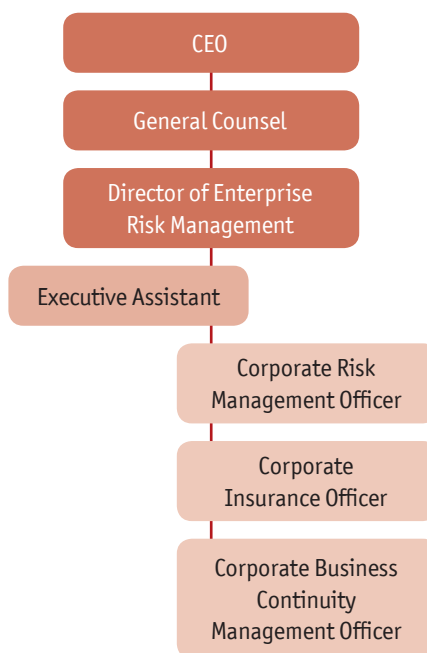 CEO
General Counsel
Director of Enterprise
Risk Management
Executive Assistant
Corporate Risk
Management Officer
Corporate
Insurance Officer
Corporate Business
Continuity
Management Officer